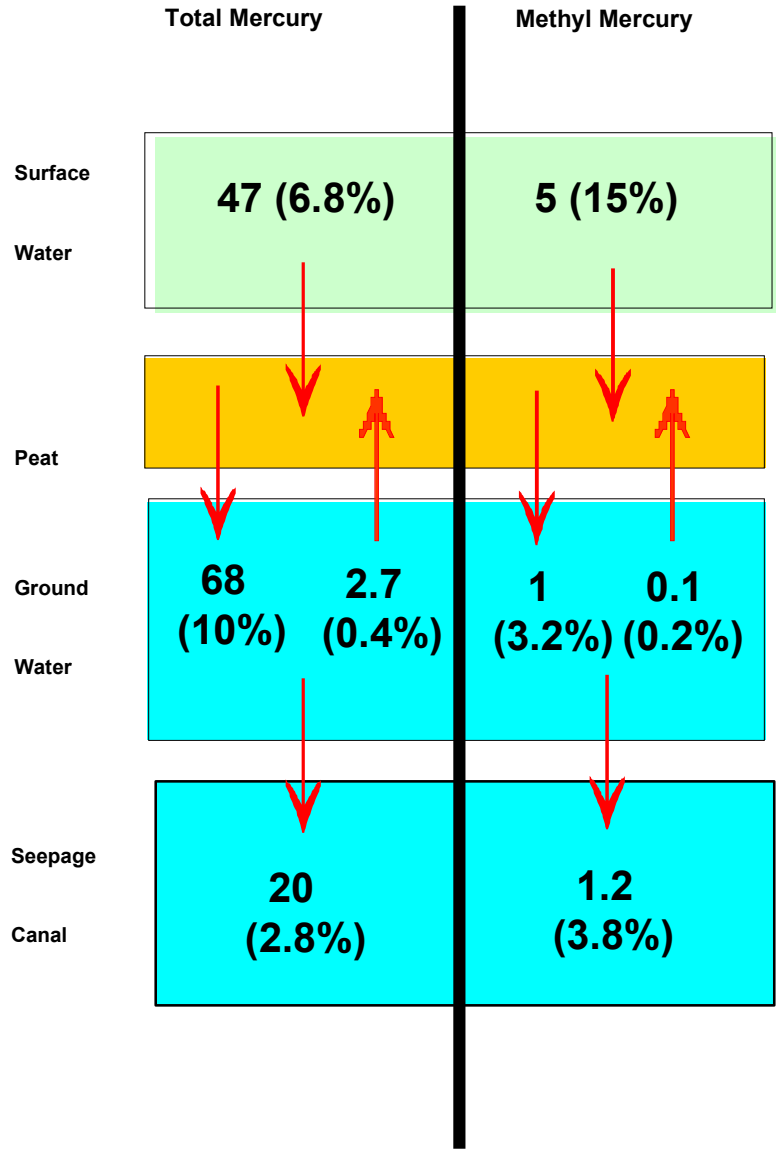 Total Mercury
Methyl Mercury
Surface
Water
47 (6.8%)
5 (15%)
Peat
Ground
Water
68
(10%)
2.7
(0.4%)
1
(3.2%)
0.1
(0.2%)
Seepage
Canal
20
(2.8%)
1.2
(3.8%)